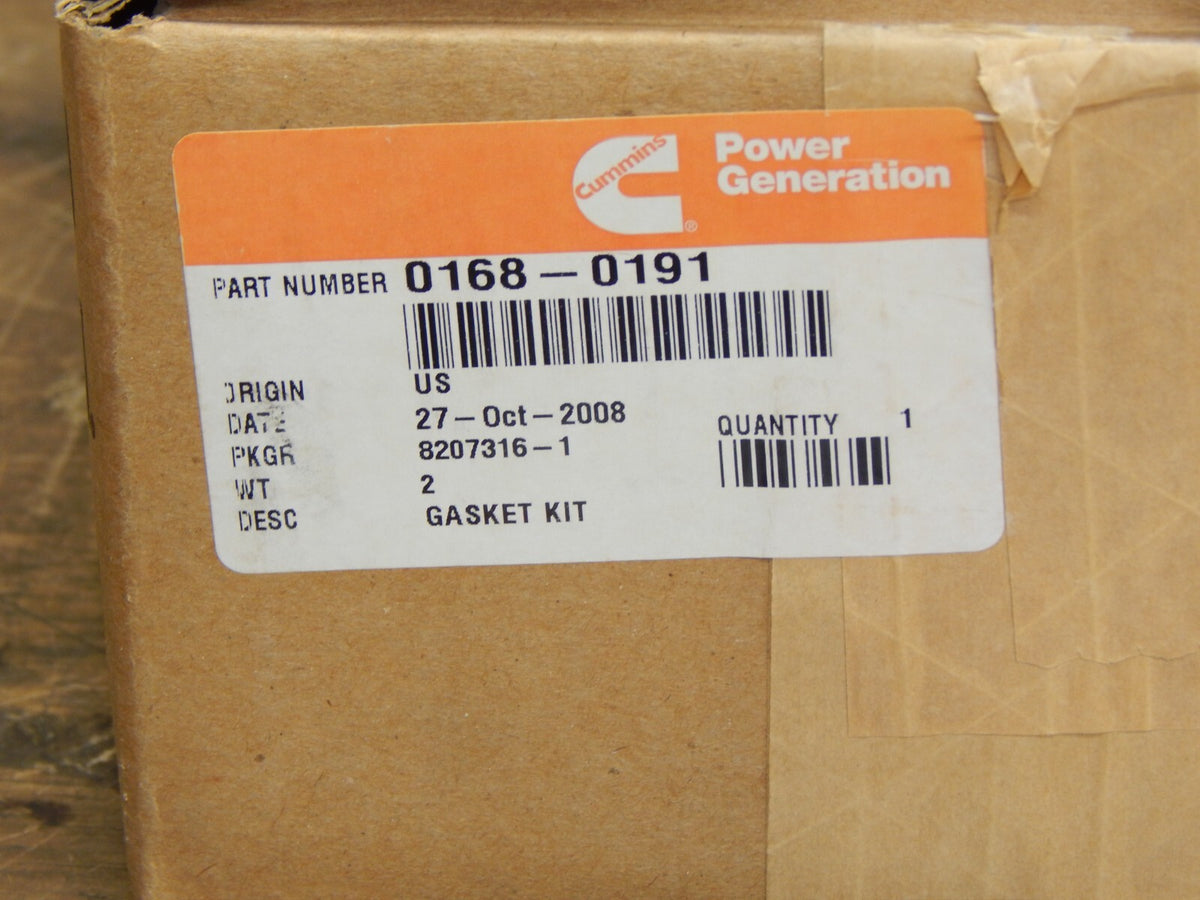 Cummins
Power
Generation
®
PART NUMBER 0168-0191
ORIGIN US
DATE 27-Oct-2008
PKGR 8207316-1
QUANTITY 1
WT 2
DESC GASKET KIT